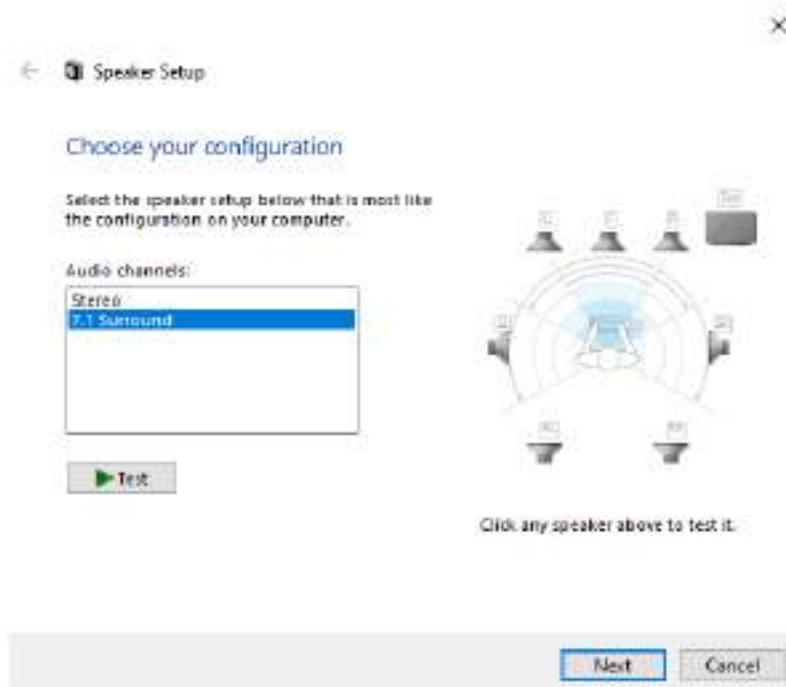 Speaker Setup
Choose your configuration
Select the speaker setup below that is most like
the configuration on your computer.
Audio channels:
Stereo
7.1 Surround
Test
Click any speaker above to test it.
Next
Cancel